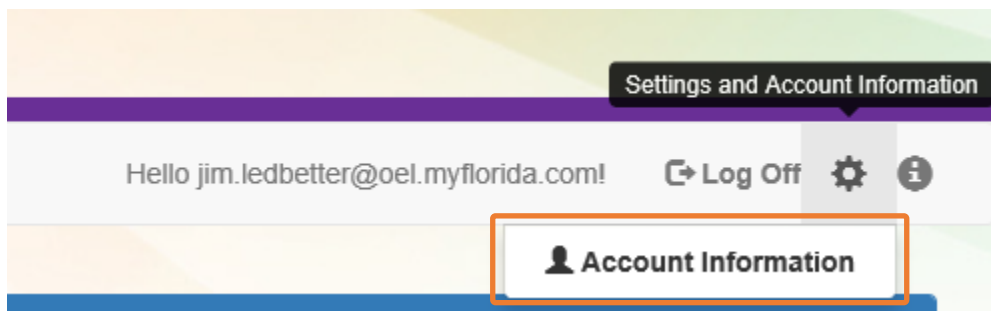 Settings and Account Information
Hello jim.ledbetter@oel.myflorida.com! Log Off
Account Information